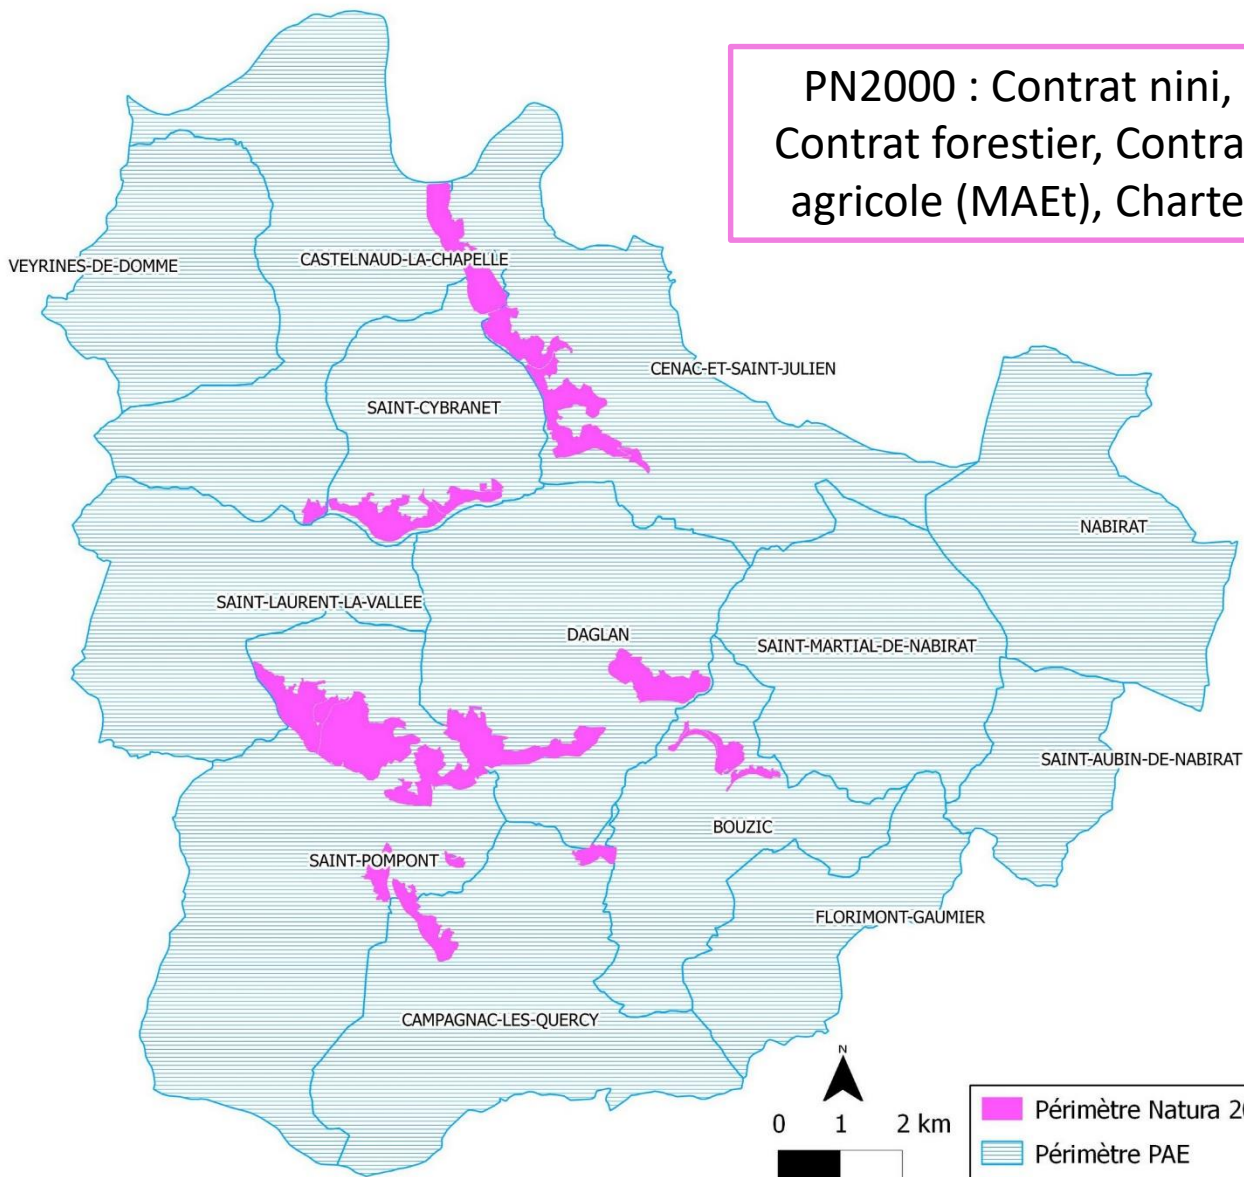 PN2000 : Contrat nini,
Contrat forestier, Contra
agricole (MAEt), Charte
VEYRINES-DE-DOMME
CASTELNAUD-LA-CHAPELLE
CENAC-ET-SAINT-JULIEN
SAINT-CYBRANET
NABIRAT
SAINT-LAURENT-LA-VALLEE
DAGLAN
SAINT-MARTIAL-DE-NABIRAT
SAINT-AUBIN-DE-NABIRAT
BOUZIC
SAINT-POMPONT
FLORIMONT-GAUMIER
CAMPAGNAC-LES-QUERCY
N
0 1 2 km
Périmètre Natura 20
Périmètre PAE